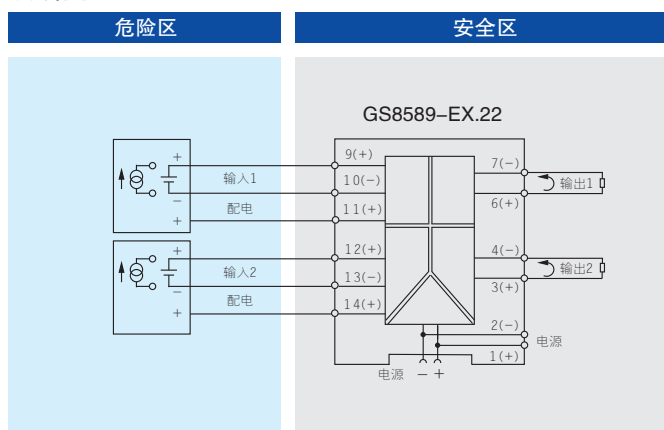 危险区
安全区
GS8589-EX.22
+
9(+)
7(-)
输入1
10(-)
输出1
-
配电
11(+)
6(+)
+
+
12(+)
4(-)
输入2
13(-)
输出2
-
配电
14(+)
3(+)
+
2(-)
电源
1(+)
电源 - +